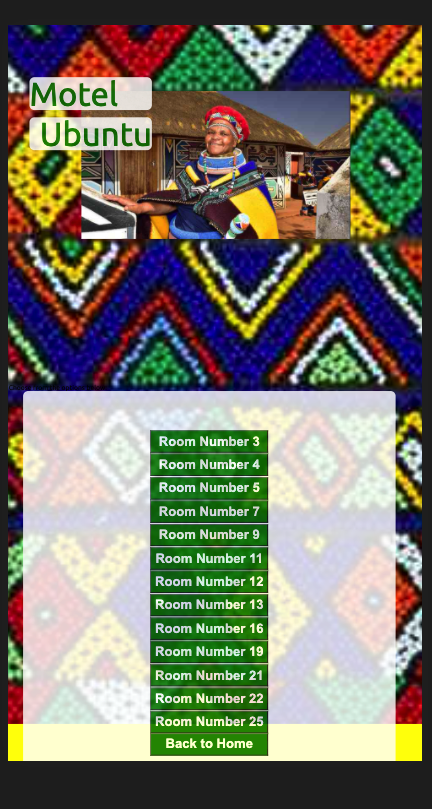 Motel
Ubuntu
Room Number 3
Room Number 4
Room Number 5
Room Number 7
Room Number 9
Room Number 11
Room Number 12
Room Number 13
Room Number 16
Room Number 19
Room Number 21
Room Number 22
Room Number 25
Back to Home